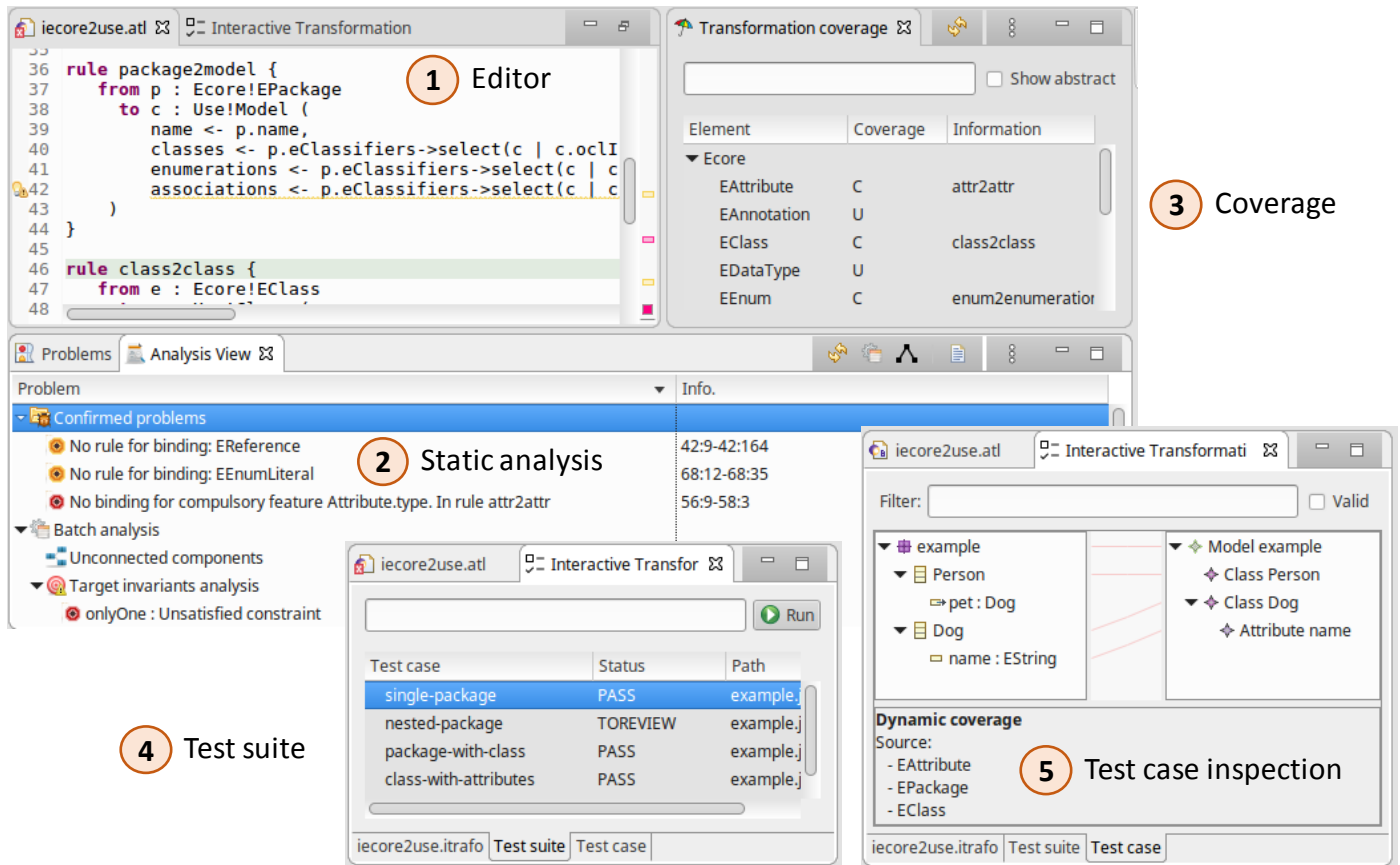 iecore2use.atl Interactive Transformation
35
36 rule package2model {
37 from p : Ecore!EPackage
38 to c : Use!Model (
39 name <- p.name,
40 classes <- p.eClassifiers->select(c | c.oclI
41 enumerations <- p.eClassifiers->select(c | c
42 associations <- p.eClassifiers->select(c | c
43 )
44 }
45
46 rule class2class {
47 from e : Ecore!EClass
48
1 Editor
Transformation coverage
Show abstract
Element Coverage Information
Ecore
EAttribute C attr2attr
EAnnotation U
EClass C class2class
EDataType U
EEnum C enum2enumeration
3 Coverage
Problems Analysis View
Problem Info.
Confirmed problems
No rule for binding: EReference 42:9-42:164
No rule for binding: EEnumLiteral 68:12-68:35
No binding for compulsory feature Attribute.type. In rule attr2attr 56:9-58:3
Batch analysis
Unconnected components
Target invariants analysis
onlyOne : Unsatisfied constraint
2 Static analysis
iecore2use.atl Interactive Transfor
Run
Test case Status Path
single-package PASS example.j
nested-package TOREVIEW example.j
package-with-class PASS example.j
class-with-attributes PASS example.j
iecore2use.itrafo Test suite Test case
4 Test suite
iecore2use.atl Interactive Transformati
Filter: Valid
example Model example
Person Class Person
pet : Dog Class Dog
Dog Attribute name
name : EString
Dynamic coverage
Source:
- EAttribute
- EPackage
- EClass
5 Test case inspection
iecore2use.itrafo Test suite Test case